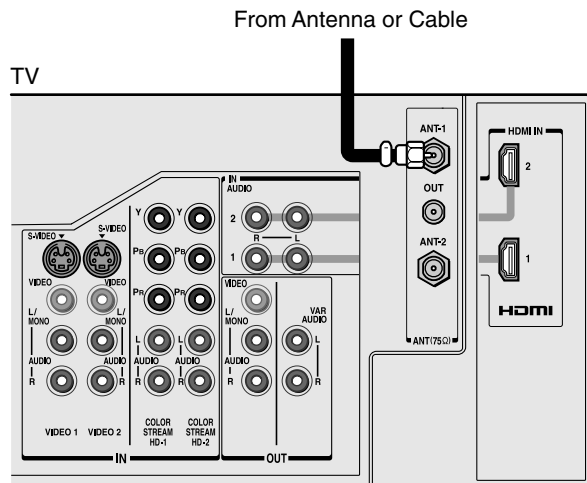 From Antenna or Cable
TV
ANT-1
OUT
ANT-2
ANT(75Ω)
HDMI IN
2
1
HDMI
IN
AUDIO
2
R L
1
S-VIDEO
S-VIDEO
VIDEO
VIDEO
L/
MONO
L/
MONO
AUDIO
AUDIO
R
R
VIDEO 1
VIDEO 2
Y
Y
PB
PB
PR
PR
L
L
AUDIO
AUDIO
R
R
COLOR
STREAM
HD-1
COLOR
STREAM
HD-2
IN
VIDEO
L/
MONO
AUDIO
R
VAR
AUDIO
L
R
OUT